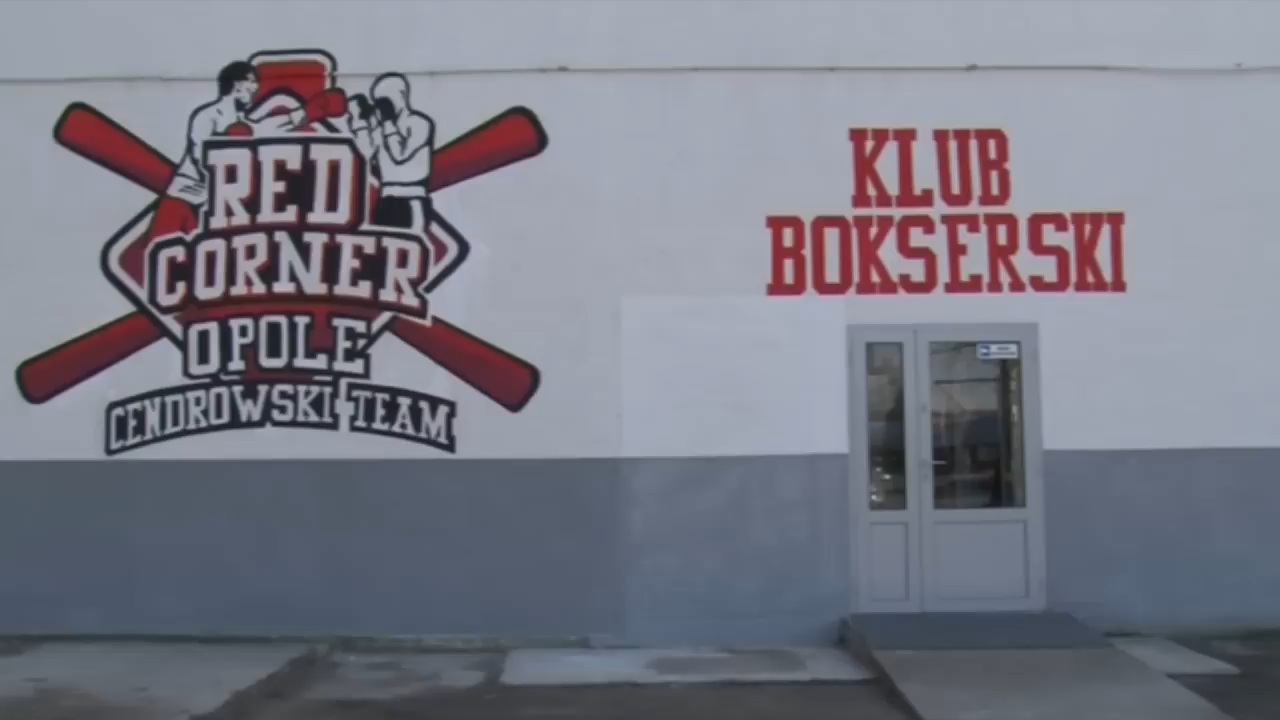 RED
CORNER
OPOLE
CENDROWSKI TEAM
KLUB
BOKSERSKI